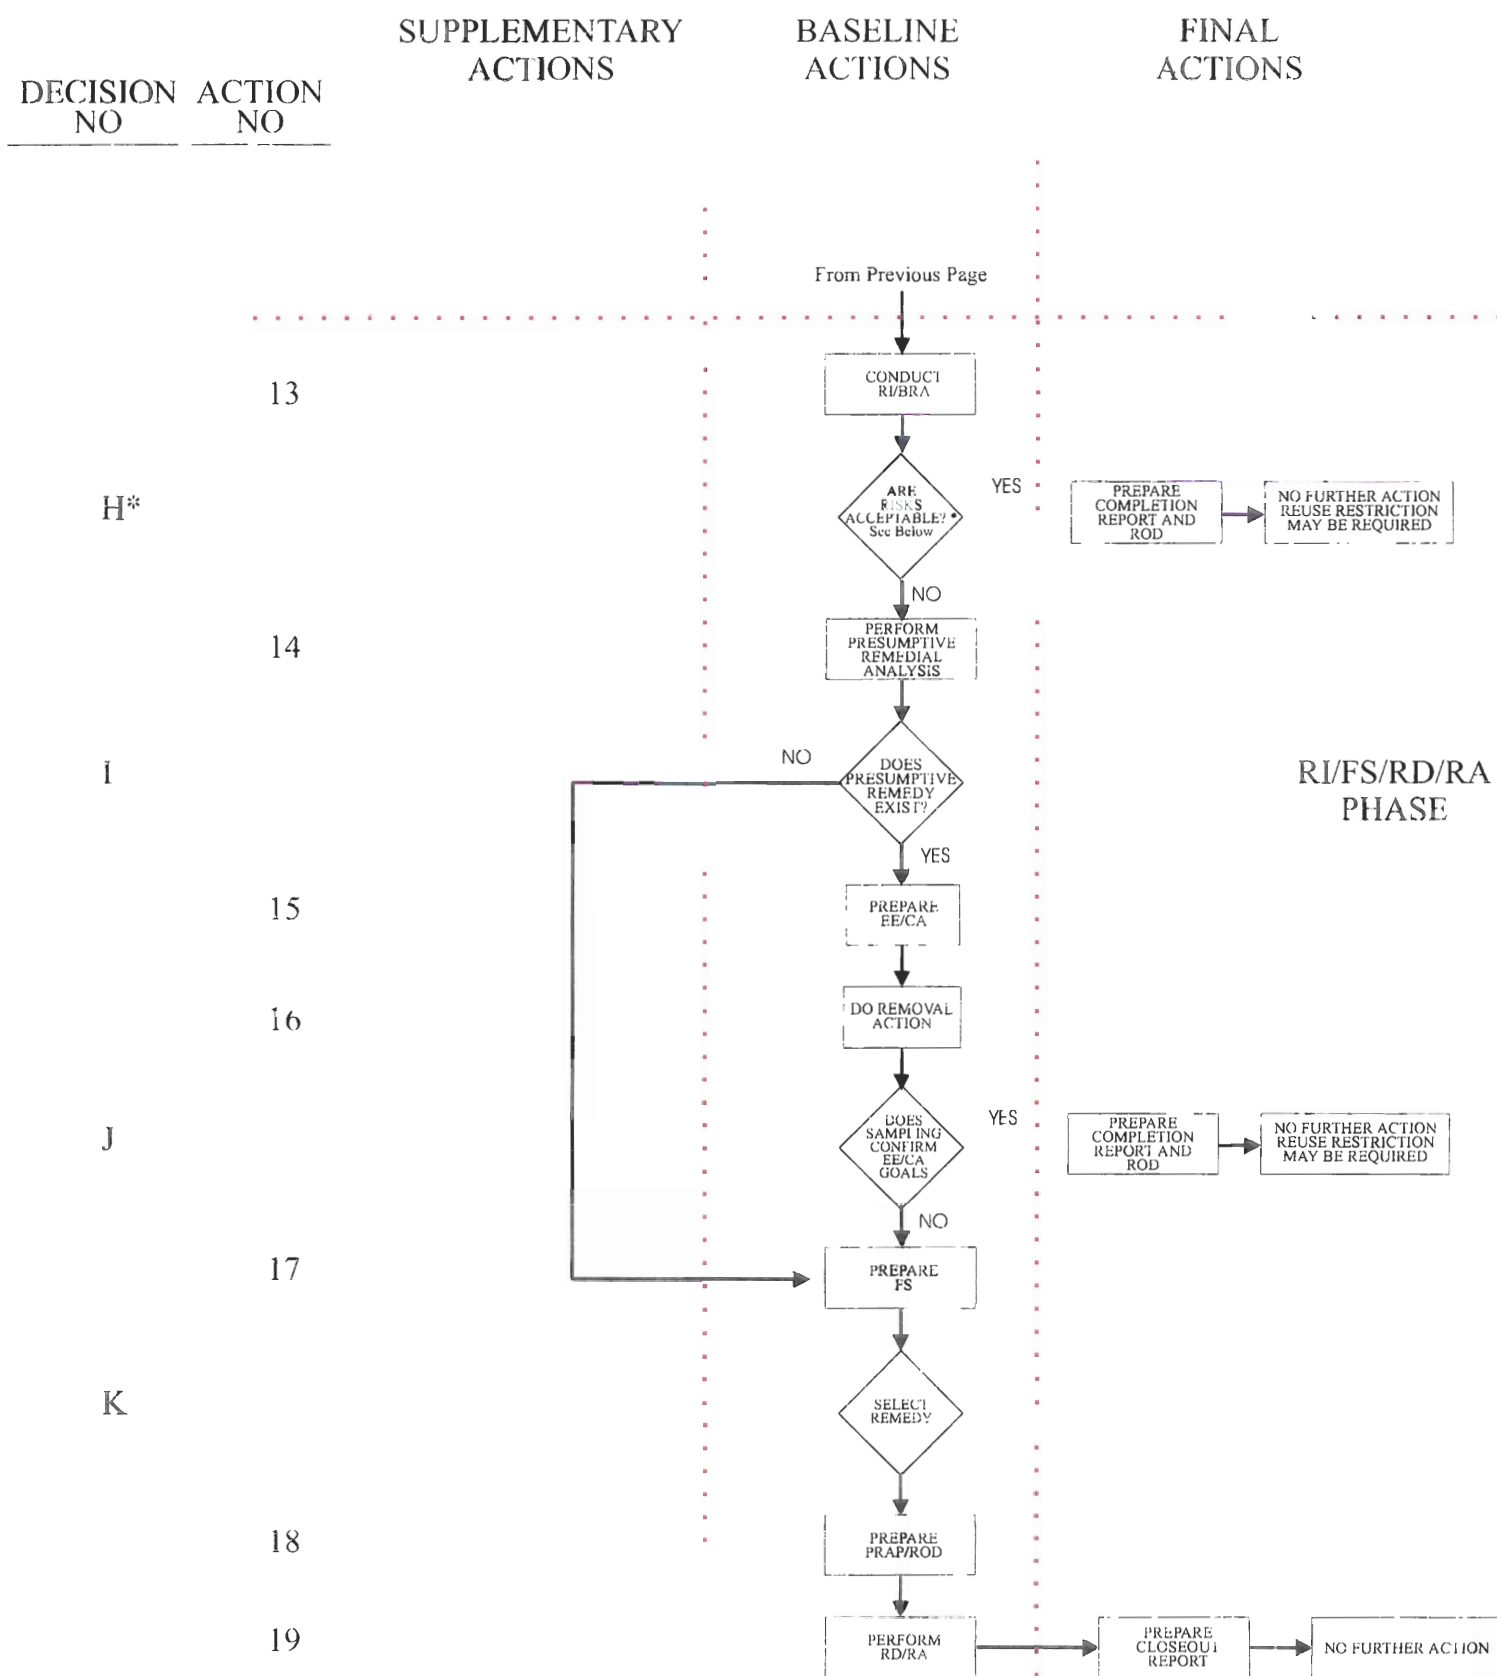 SUPPLEMENTARY
ACTIONS
BASELINE
ACTIONS
FINAL
ACTIONS
DECISION
NO
ACTION
NO
From Previous Page
13
CONDUCT
RI/BRA
H*
ARE
RISKS
ACCEPTABLE? *
See Below
YES
PREPARE
COMPLETION
REPORT AND
ROD
NO FURTHER ACTION
REUSE RESTRICTION
MAY BE REQUIRED
NO
14
PERFORM
PRESUMPTIVE
REMEDIAL
ANALYSIS
I
NO
DOES
PRESUMPTIVE
REMEDY
EXIST?
RI/FS/RD/RA
PHASE
YES
15
PREPARE
EE/CA
16
DO REMOVAL
ACTION
J
DOES
SAMPLING
CONFIRM
EE/CA
GOALS
YES
PREPARE
COMPLETION
REPORT AND
ROD
NO FURTHER ACTION
REUSE RESTRICTION
MAY BE REQUIRED
NO
17
PREPARE
FS
K
SELECT
REMEDY
18
PREPARE
PRAP/ROD
19
PERFORM
RD/RA
PREPARE
CLOSEOUT
REPORT
NO FURTHER ACTION